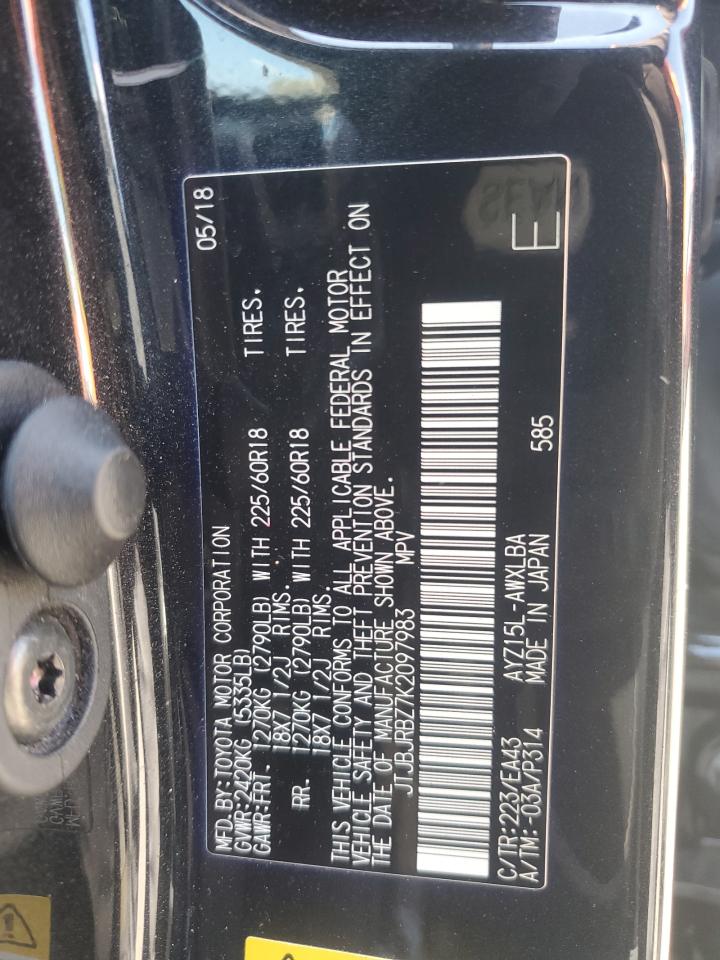 MFD.BY:TOYOTA MOTOR CORPORATION 05/18
GVWR:2420KG (5335LB)
GAWR:FRT. 1270KG (2790LB) WITH 225/60R18 TIRES.
18X7 1/2J RIMS.
RR. 1270KG (2790LB) WITH 225/60R18 TIRES.
18X7 1/2J RIMS.
THIS VEHICLE CONFORMS TO ALL APPLICABLE FEDERAL MOTOR
VEHICLE SAFETY AND THEFT PREVENTION STANDARDS IN EFFECT ON
THE DATE OF MANUFACTURE SHOWN ABOVE.
JTJBJRBZ7K2097983 MPV
C/TR:223/EA43 AYZ15L-AWXLBA
A/TM:-03A/P314 MADE IN JAPAN 585 E